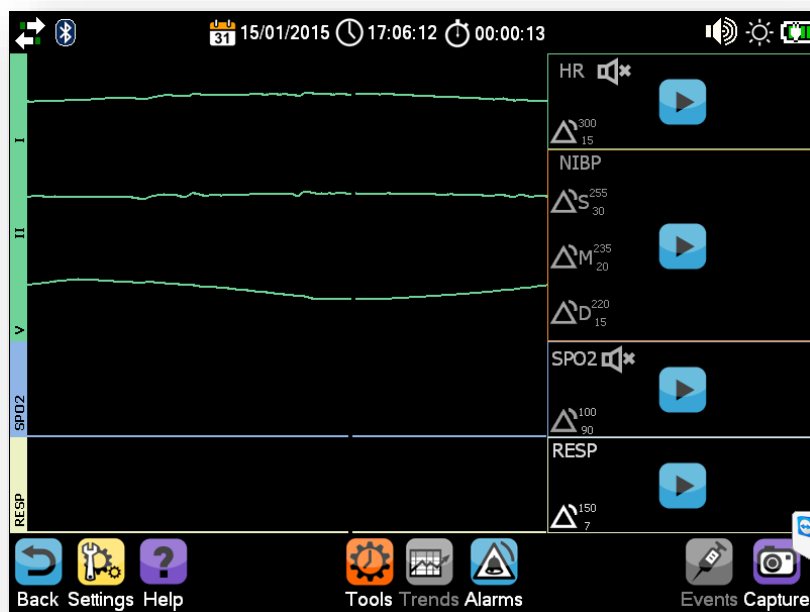 31 15/01/2015 17:06:12 00:00:13
I
II
V
SPO2
RESP
HR
300
15
NIBP
S 255
30
M 235
20
D 220
15
SPO2
100
90
RESP
150
7
Back Settings Help Tools Trends Alarms Events Capture